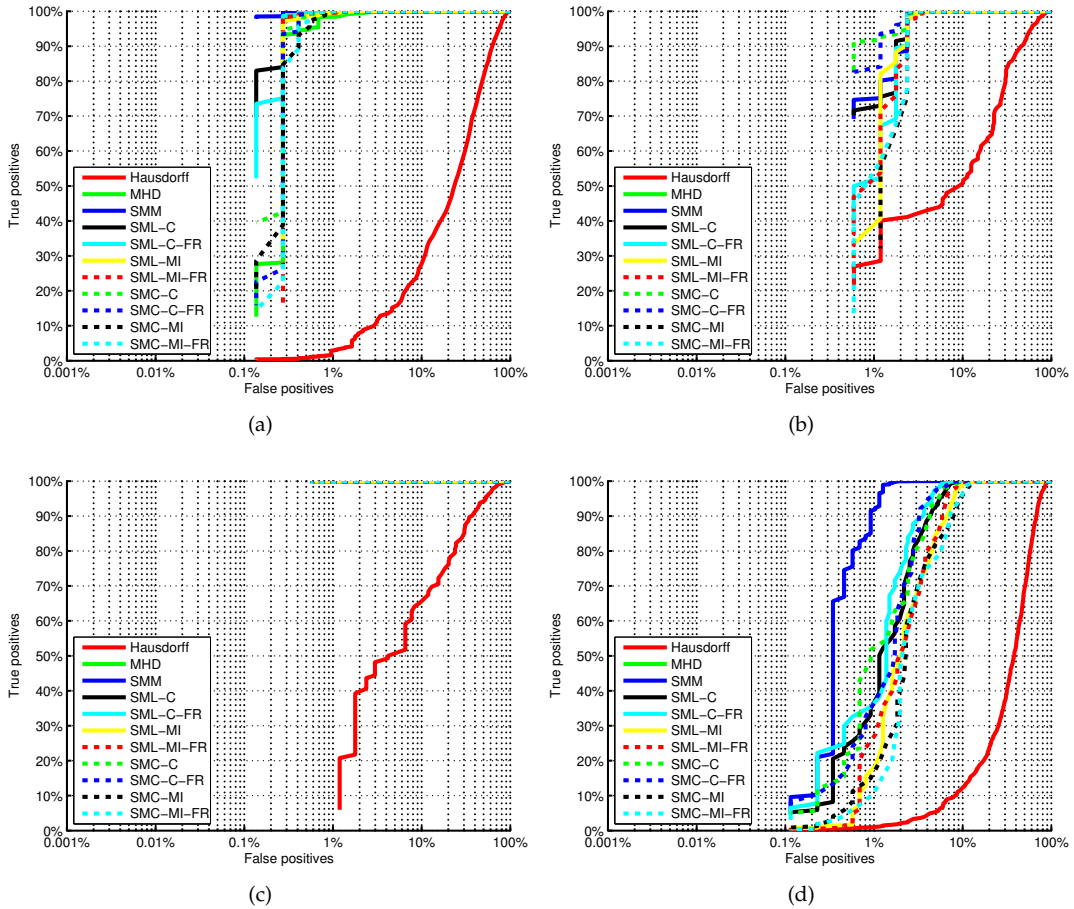 100%
90%
80%
70%
60%
50%
40%
30%
20%
10%
0%
True positives
Hausdorff
MHD
SMM
SML−C
SML−C−FR
SML−MI
SML−MI−FR
SMC−C
SMC−C−FR
SMC−MI
SMC−MI−FR
0.001% 0.01% 0.1% 1% 10% 100%
False positives
(a)
100%
90%
80%
70%
60%
50%
40%
30%
20%
10%
0%
True positives
Hausdorff
MHD
SMM
SML−C
SML−C−FR
SML−MI
SML−MI−FR
SMC−C
SMC−C−FR
SMC−MI
SMC−MI−FR
0.001% 0.01% 0.1% 1% 10% 100%
False positives
(b)
100%
90%
80%
70%
60%
50%
40%
30%
20%
10%
0%
True positives
Hausdorff
MHD
SMM
SML−C
SML−C−FR
SML−MI
SML−MI−FR
SMC−C
SMC−C−FR
SMC−MI
SMC−MI−FR
0.001% 0.01% 0.1% 1% 10% 100%
False positives
(c)
100%
90%
80%
70%
60%
50%
40%
30%
20%
10%
0%
True positives
Hausdorff
MHD
SMM
SML−C
SML−C−FR
SML−MI
SML−MI−FR
SMC−C
SMC−C−FR
SMC−MI
SMC−MI−FR
0.001% 0.01% 0.1% 1% 10% 100%
False positives
(d)